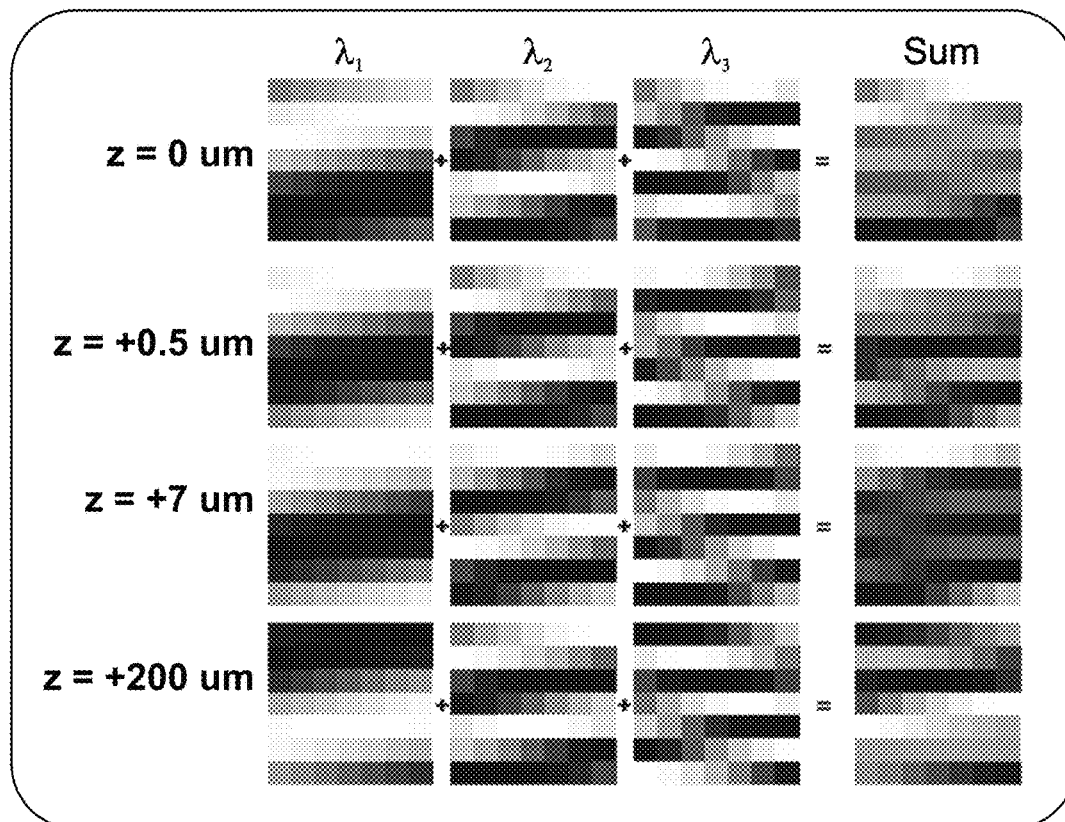 λ₁ λ₂ λ₃ Sum
z = 0 um + + =
z = +0.5 um + + =
z = +7 um + + =
z = +200 um + + =